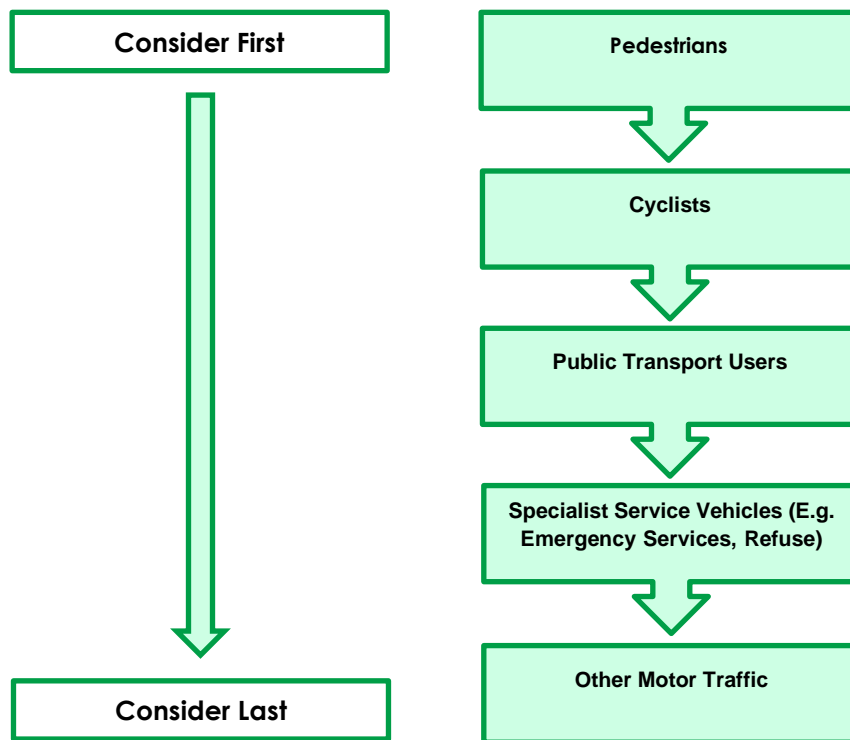 Consider First
Pedestrians
Cyclists
Public Transport Users
Specialist Service Vehicles (E.g.
Emergency Services, Refuse)
Other Motor Traffic
Consider Last